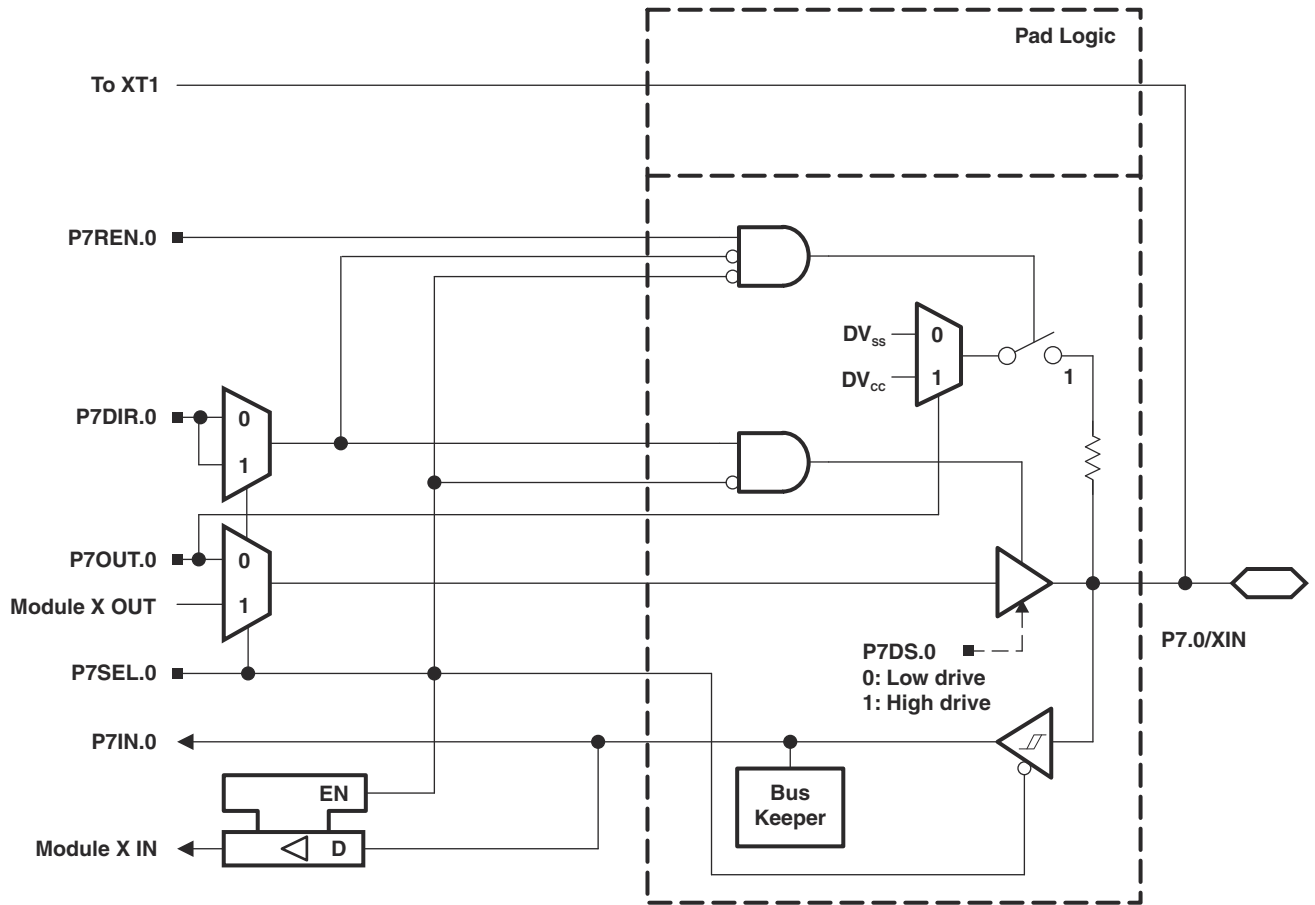 Pad Logic
To XT1
P7REN.0
DVSS
0
DVCC
1
1
P7DIR.0
0
1
P7OUT.0
0
Module X OUT
1
P7DS.0
0: Low drive
1: High drive
P7.0/XIN
P7SEL.0
P7IN.0
EN
Bus
Keeper
Module X IN
D